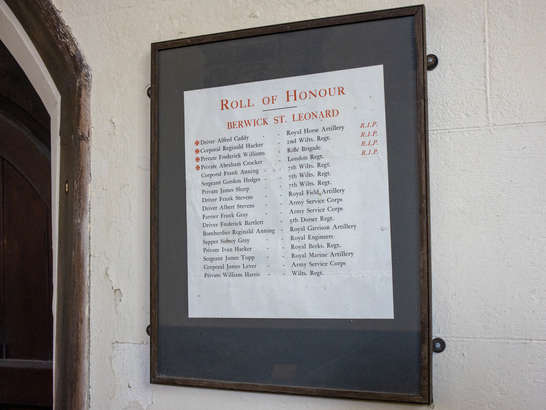 ROLL OF HONOUR
BERWICK ST. LEONARD
Driver Alfred Cuddy - - Royal Horse Artillery R.I.P.
Corporal Reginald Hacker - - 2nd Wilts. Regt. R.I.P.
Private Frederick Williams - - Rifle Brigade R.I.P.
Private Abraham Crocker - - London Regt. R.I.P.
Corporal Frank Anning - - 7th Wilts. Regt.
Sergeant Gordon Hedges - - 7th Wilts. Regt.
Private James Sharp - - 7th Wilts. Regt.
Driver Frank Stevens - - Royal Field Artillery
Driver Albert Stevens - - Army Service Corps
Farrier Frank Gray - - Army Service Corps
Driver Frederick Bartlett - - 5th Dorset Regt.
Bombardier Reginald Anning - - Royal Garrison Artillery
Sapper Sidney Gray - - Royal Engineers
Private Ivan Hacker - - Royal Berks. Regt.
Sergeant James Topp - - Royal Marine Artillery
Corporal James Lever - - Army Service Corps
Private William Harris - - Wilts. Regt.